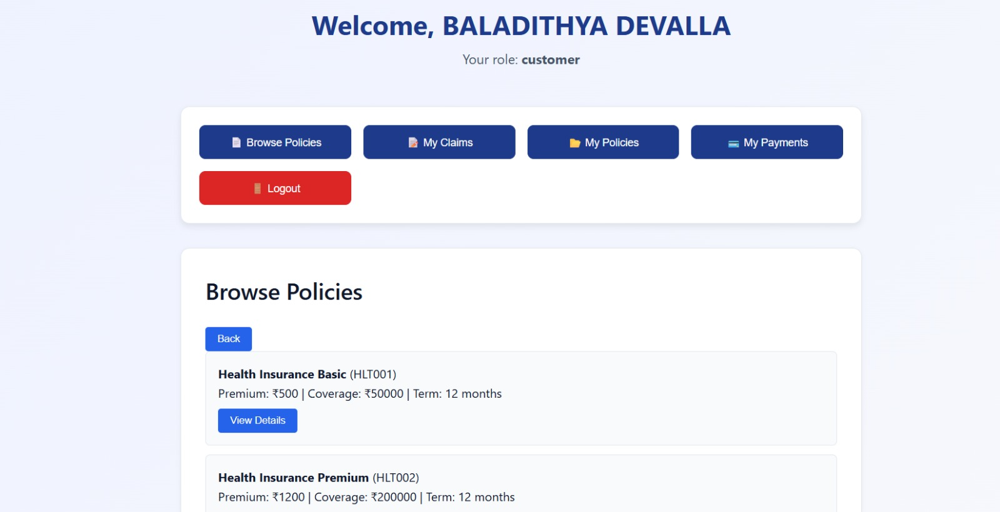 Welcome, BALADITHYA DEVALLA
Your role: customer
Browse Policies
My Claims
My Policies
My Payments
Logout
Browse Policies
Back
Health Insurance Basic (HLT001)
Premium: ₹500 | Coverage: ₹50000 | Term: 12 months
View Details
Health Insurance Premium (HLT002)
Premium: ₹1200 | Coverage: ₹200000 | Term: 12 months